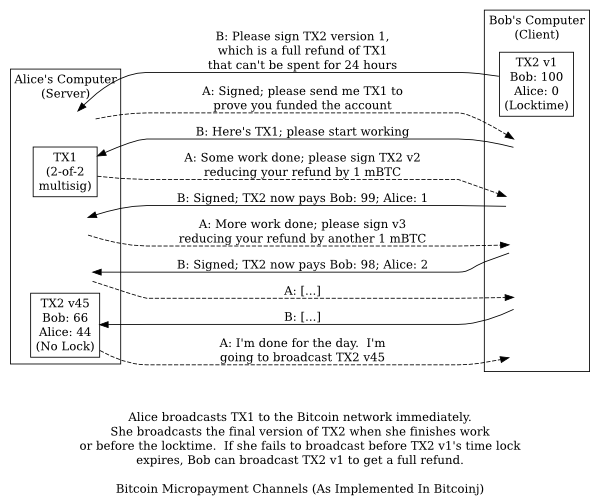 Bob's Computer
(Client)
B: Please sign TX2 version 1,
which is a full refund of TX1
that can't be spent for 24 hours
TX2 v1
Bob: 100
Alice: 0
(Locktime)
Alice's Computer
(Server)
A: Signed; please send me TX1 to
prove you funded the account
B: Here's TX1; please start working
TX1
(2-of-2
multisig)
A: Some work done; please sign TX2 v2
reducing your refund by 1 mBTC
B: Signed; TX2 now pays Bob: 99; Alice: 1
A: More work done; please sign v3
reducing your refund by another 1 mBTC
B: Signed; TX2 now pays Bob: 98; Alice: 2
A: [...]
B: [...]
TX2 v45
Bob: 66
Alice: 44
(No Lock)
A: I'm done for the day.  I'm
going to broadcast TX2 v45
Alice broadcasts TX1 to the Bitcoin network immediately.
She broadcasts the final version of TX2 when she finishes work
or before the locktime.  If she fails to broadcast before TX2 v1's time lock
expires, Bob can broadcast TX2 v1 to get a full refund.
Bitcoin Micropayment Channels (As Implemented In Bitcoinj)